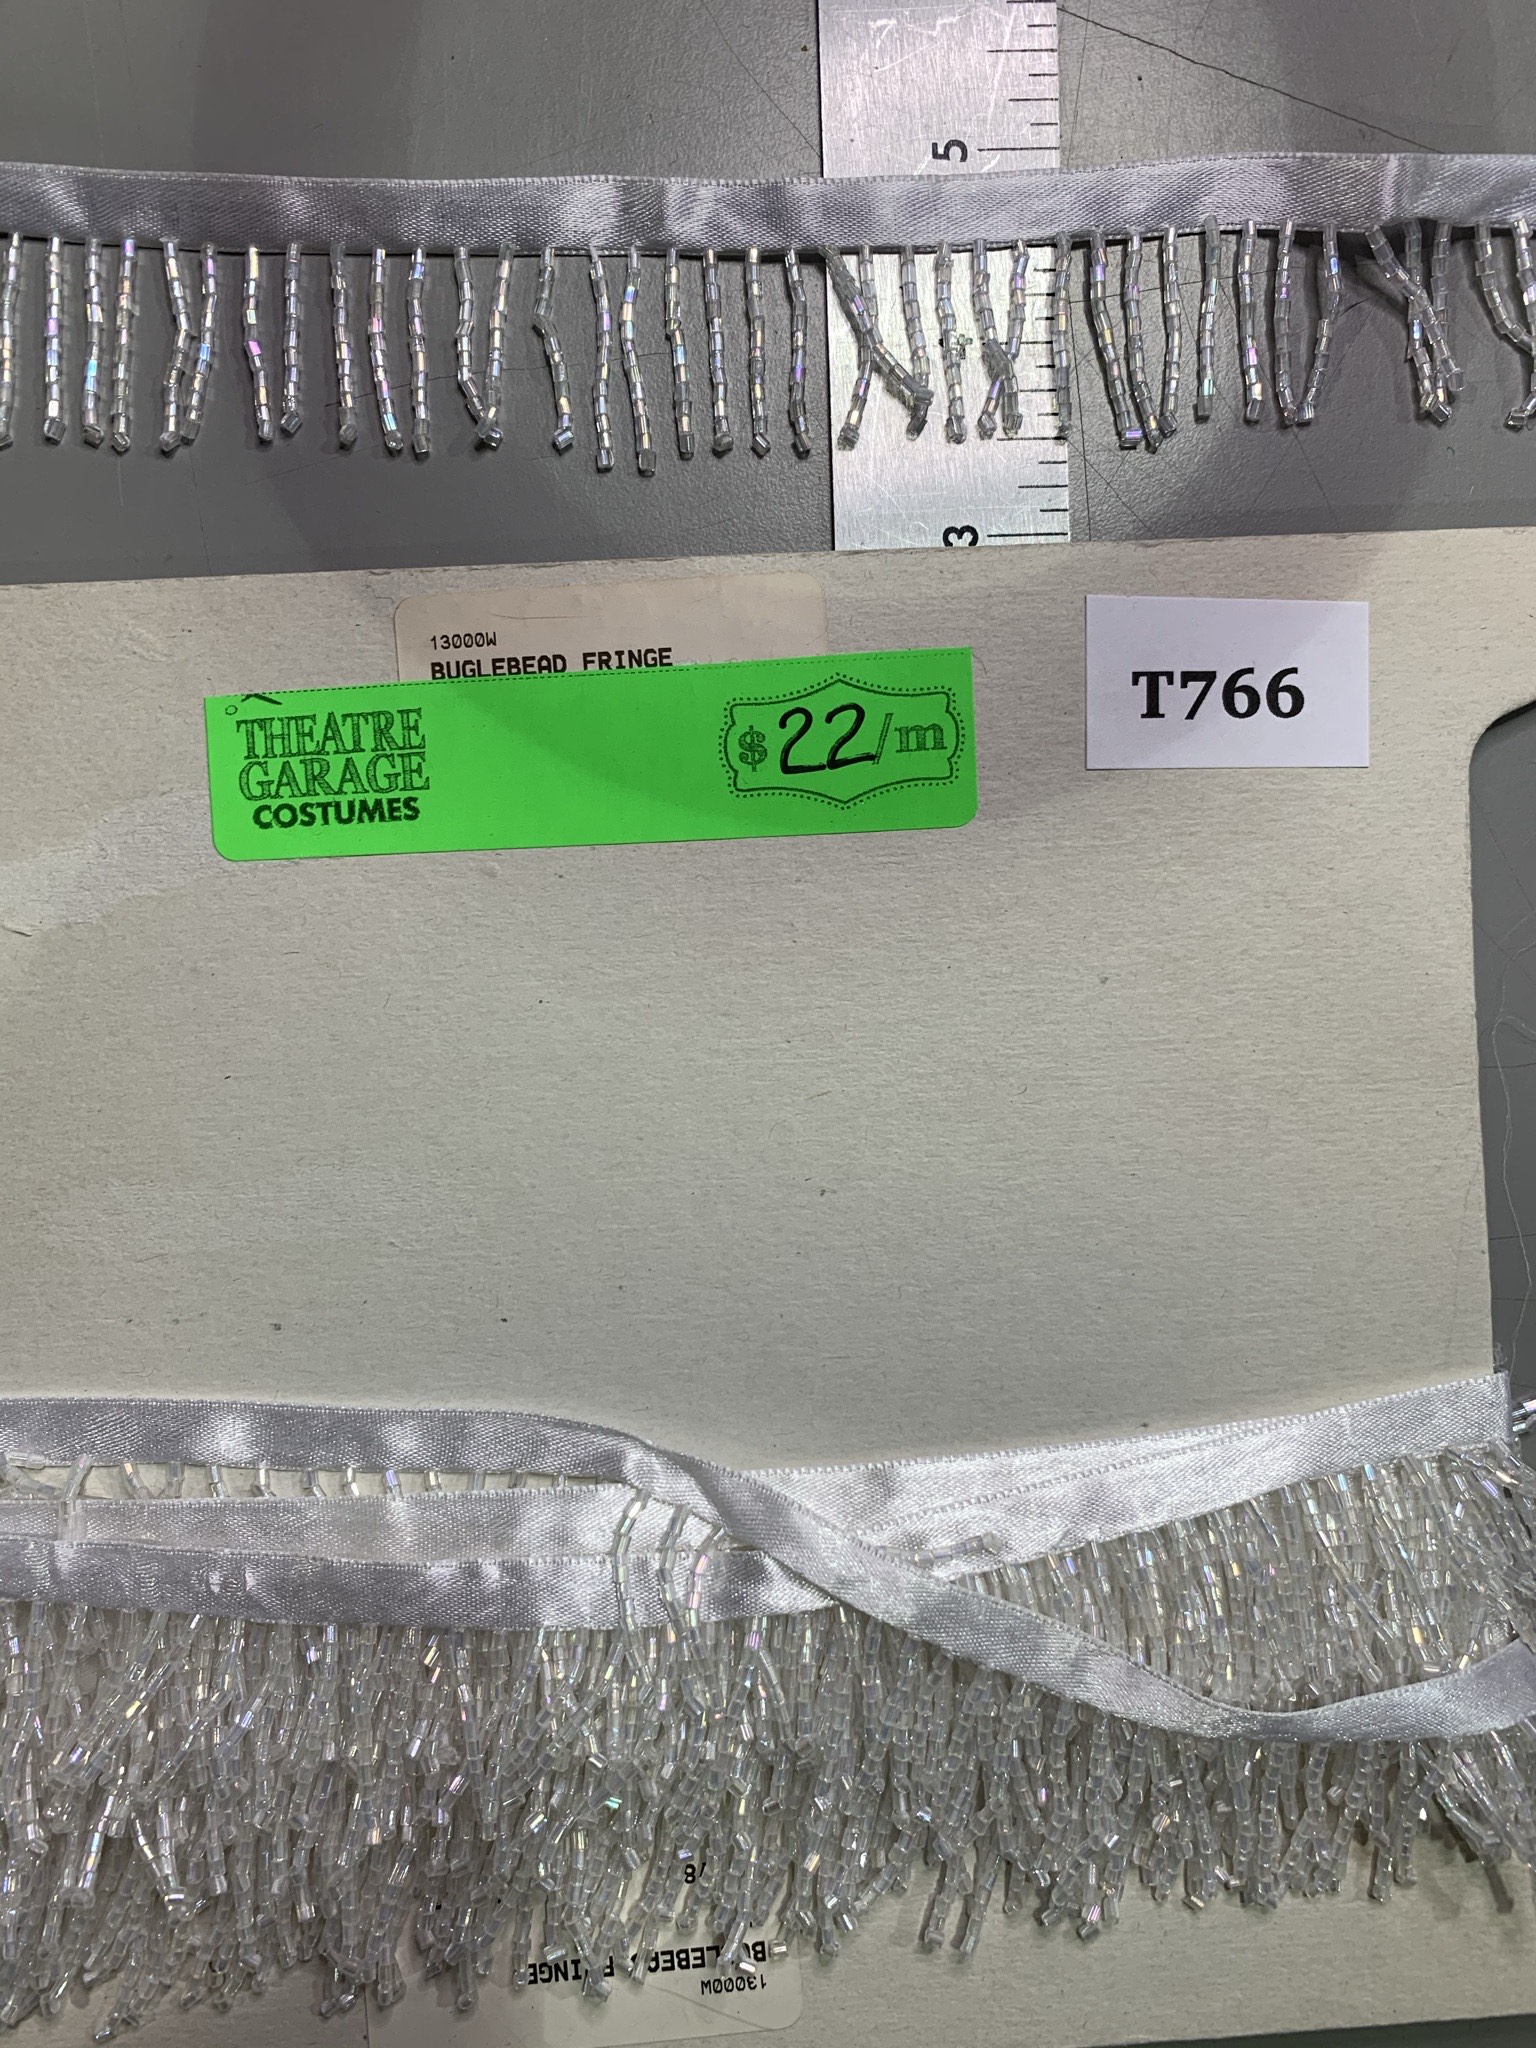 5
3
13000W
BUGLEBEAD FRINGE
THEATRE
GARAGE
COSTUMES
$22/m
T766
13000W